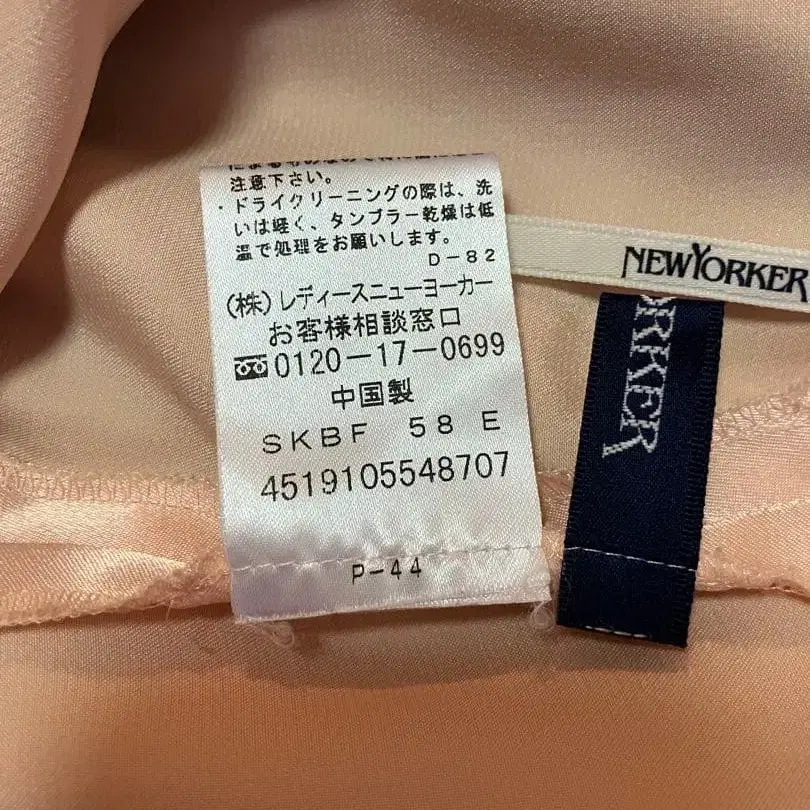 注意下さい。
・ドライクリーニングの際は、洗
いは軽く、タンブラー乾燥は低
温で処理をお願いします。
D-82
(株)レディースニューヨーカー
お客様相談窓口
0120-17-0699
中国製
SKBF 58 E
4519105548707
P-44
NEWYORKER
ORKER